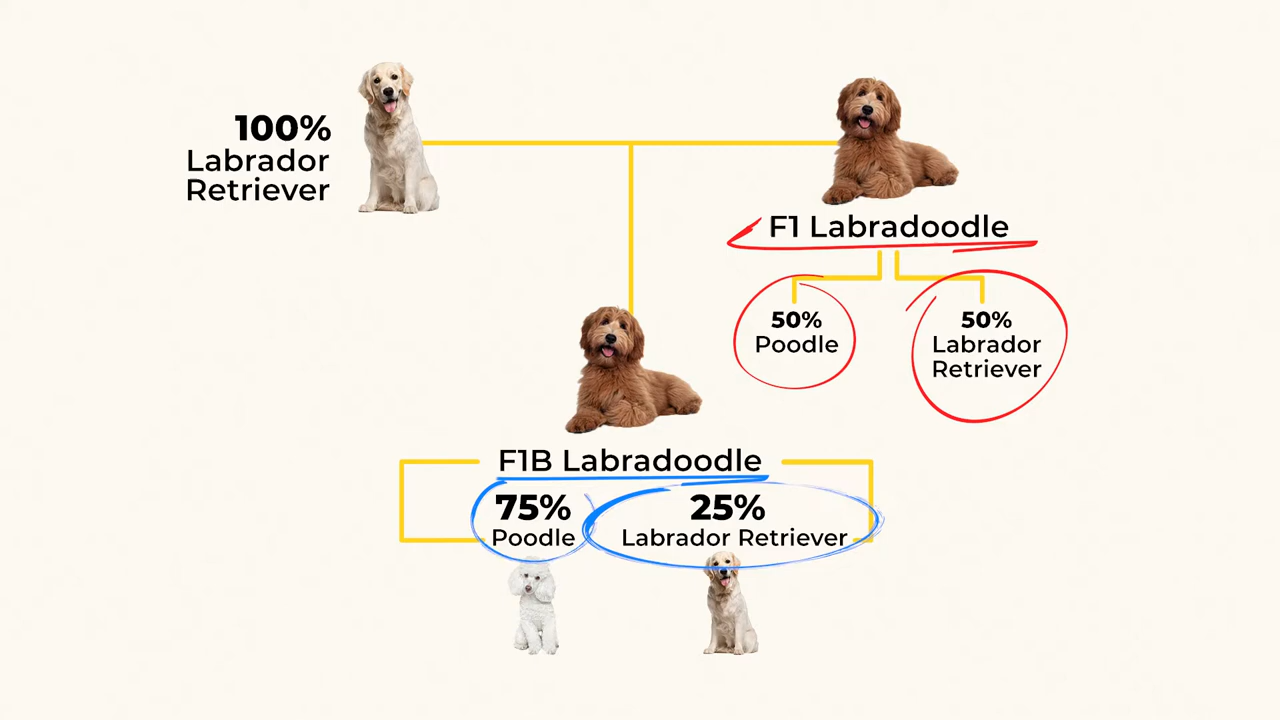 100%
Labrador
Retriever
F1 Labradoodle
50%
Poodle
50%
Labrador
Retriever
F1B Labradoodle
75%
Poodle
25%
Labrador Retriever